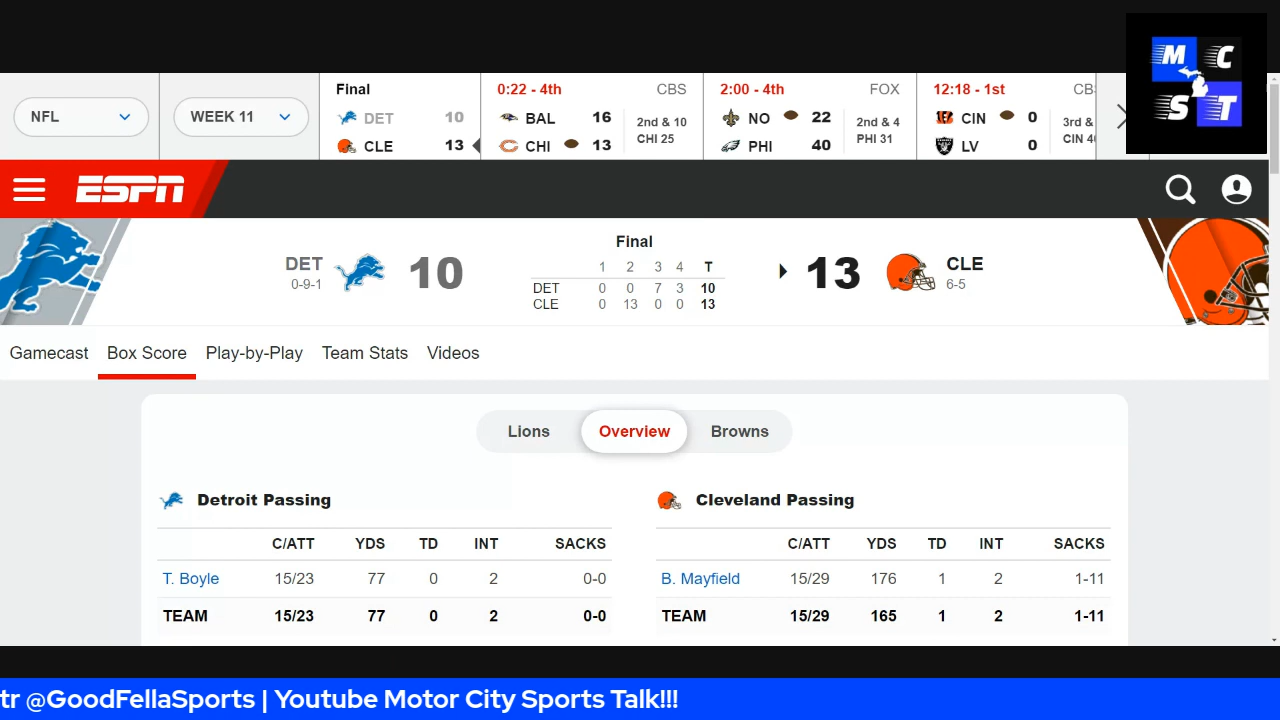 M C
S T
NFL
WEEK 11
Final
DET 10
CLE 13
0:22 - 4th CBS
BAL 16
CHI 13
2nd & 10
CHI 25
2:00 - 4th FOX
NO 22
PHI 40
2nd & 4
PHI 31
12:18 - 1st CB
CIN 0
LV 0
3rd &
CIN 4
ESPN
DET
0-9-1
10
Final
1 2 3 4 T
DET 0 0 7 3 10
CLE 0 13 0 0 13
13
CLE
6-5
Gamecast Box Score Play-by-Play Team Stats Videos
Lions Overview Browns
Detroit Passing
C/ATT YDS TD INT SACKS
T. Boyle 15/23 77 0 2 0-0
TEAM 15/23 77 0 2 0-0
Cleveland Passing
C/ATT YDS TD INT SACKS
B. Mayfield 15/29 176 1 2 1-11
TEAM 15/29 165 1 2 1-11
tr @GoodFellaSports | Youtube Motor City Sports Talk!!!